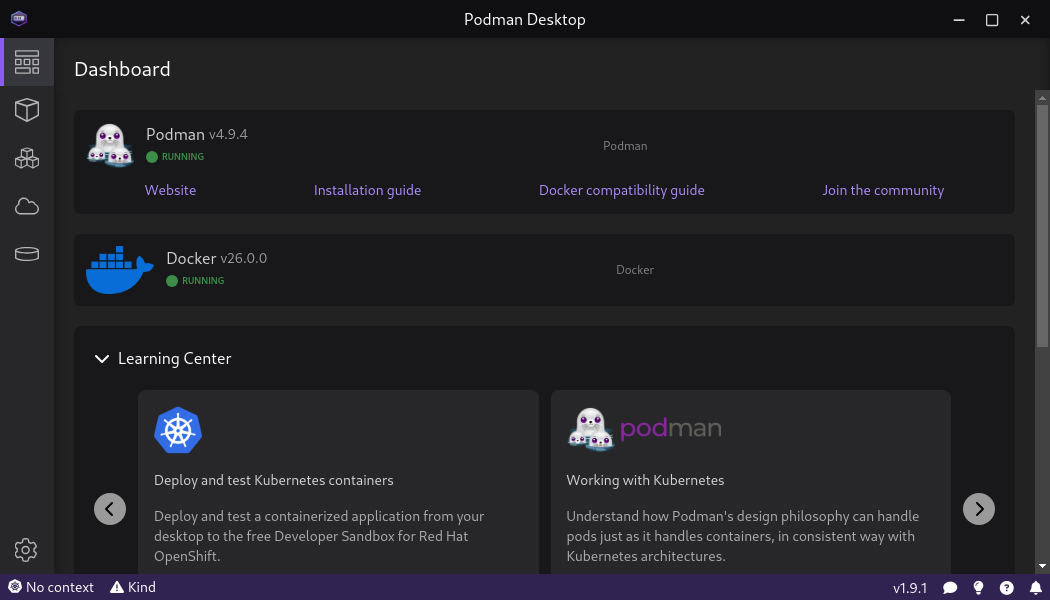 Podman Desktop
Dashboard
Podman v4.9.4
RUNNING
Podman
Website Installation guide Docker compatibility guide Join the community
Docker v26.0.0
RUNNING
Docker
Learning Center
podman
Deploy and test Kubernetes containers
Deploy and test a containerized application from your
desktop to the free Developer Sandbox for Red Hat
OpenShift.
Working with Kubernetes
Understand how Podman's design philosophy can handle
pods just as it handles containers, in consistent way with
Kubernetes architectures.
No context Kind v1.9.1